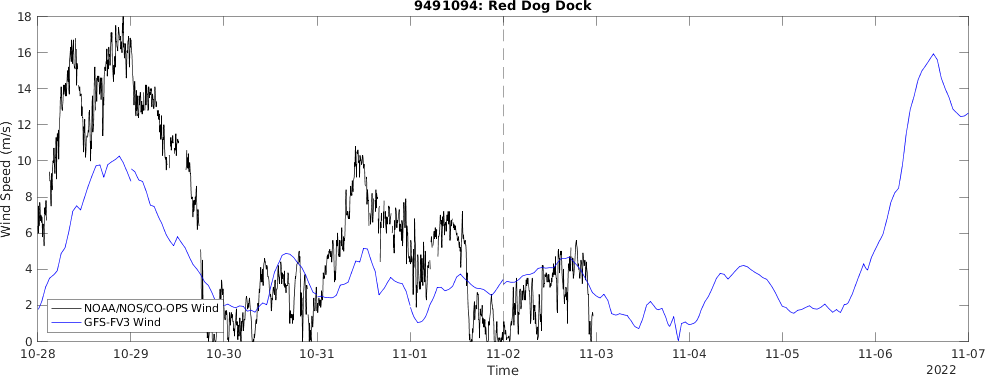 9491094: Red Dog Dock
Wind Speed (m/s)
18
16
14
12
10
8
6
4
2
0
NOAA/NOS/CO-OPS Wind
GFS-FV3 Wind
10-28 10-29 10-30 10-31 11-01 11-02 11-03 11-04 11-05 11-06 11-07
Time
2022